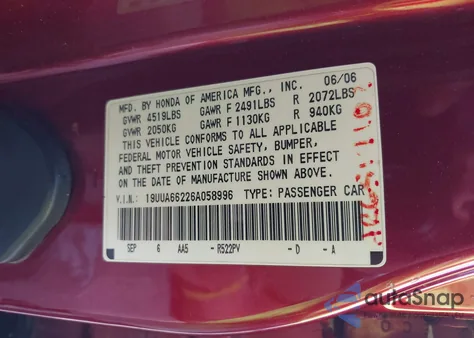 MFD. BY HONDA OF AMERICA MFG., INC. 06/06
GVWR 4519LBS GAWR F 2491LBS R 2072LBS
GVWR 2050KG GAWR F 1130KG R 940KG
THIS VEHICLE CONFORMS TO ALL APPLICABLE
FEDERAL MOTOR VEHICLE SAFETY, BUMPER,
AND THEFT PREVENTION STANDARDS IN EFFECT
ON THE DATE OF MANUFACTURE SHOWN ABOVE.
V.I.N.: 19UUA66226A058996 TYPE: PASSENGER CAR
SEP 6 AA5 - R522PV - D - A
autoSnap